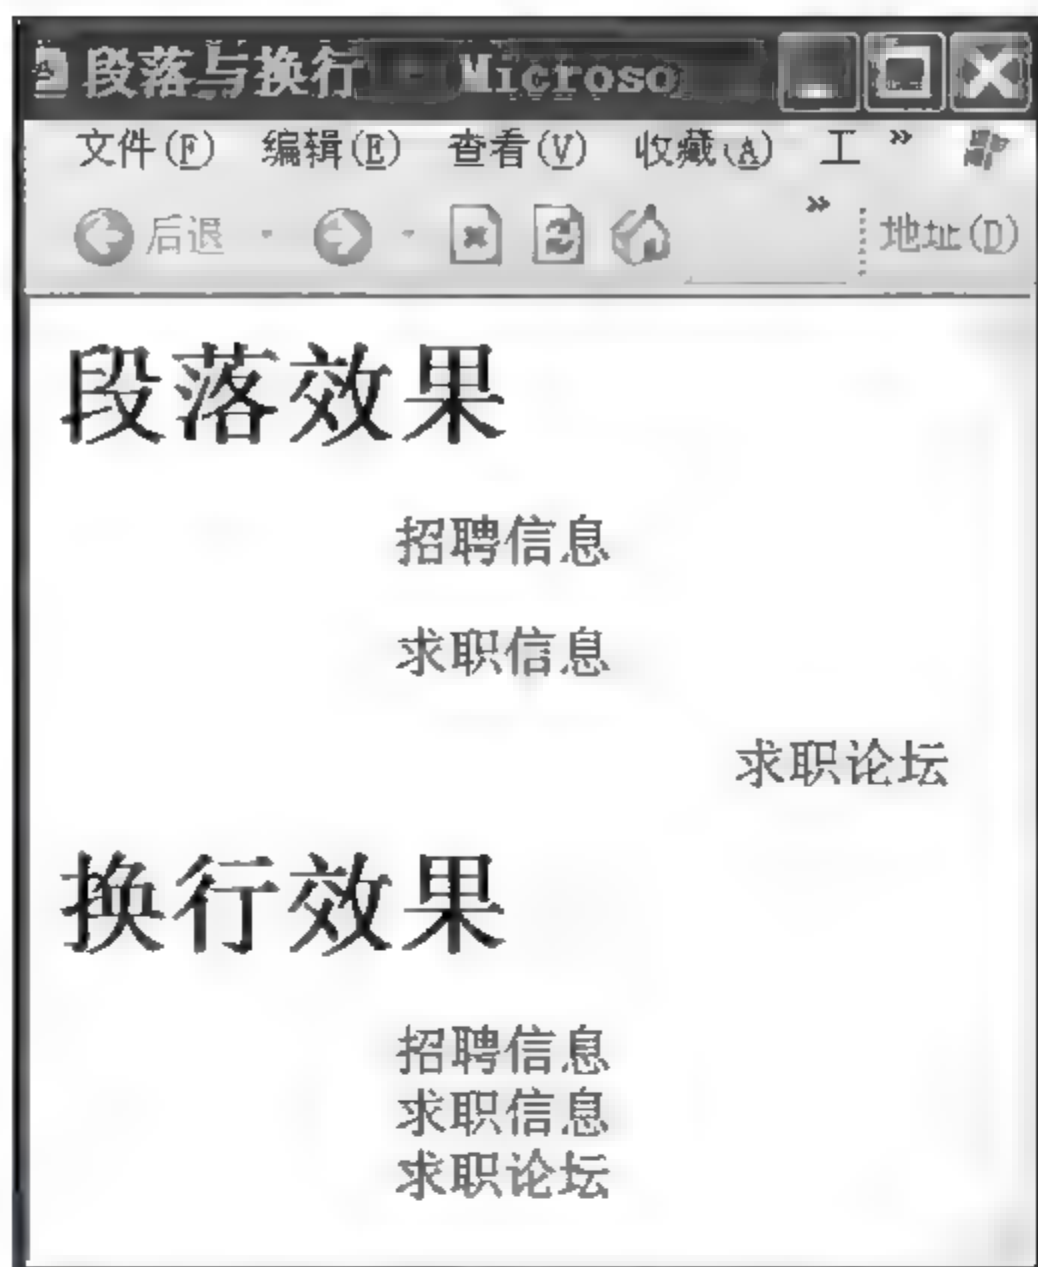 段落与换行 - Microso
文件(F) 编辑(E) 查看(V) 收藏(A) 工 »
后退 » 地址(D)
段落效果
招聘信息
求职信息
求职论坛
换行效果
招聘信息
求职信息
求职论坛